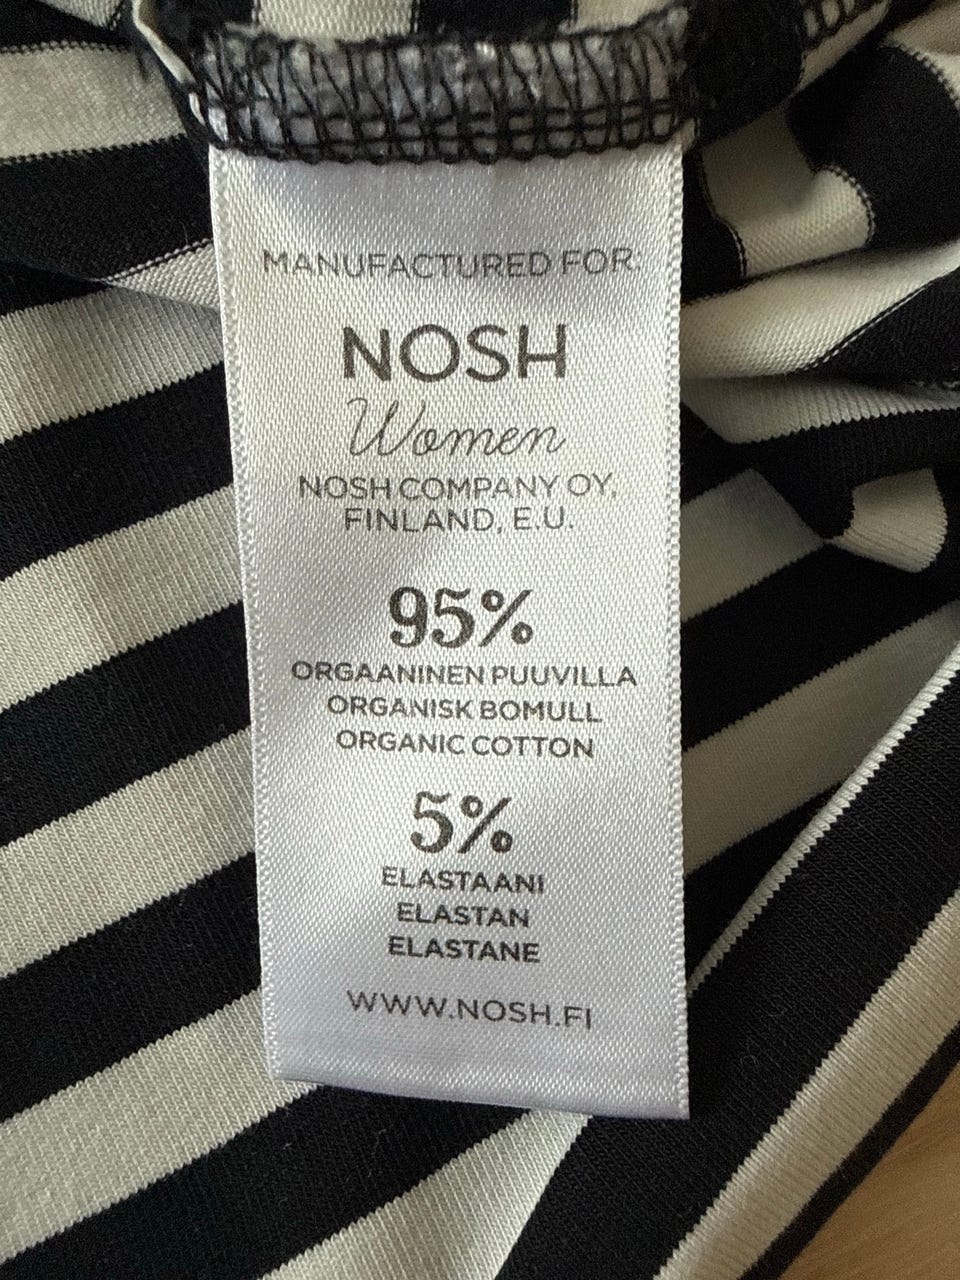 MANUFACTURED FOR
NOSH
Women
NOSH COMPANY OY,
FINLAND, E.U.
95%
ORGAANINEN PUUVILLA
ORGANISK BOMULL
ORGANIC COTTON
5%
ELASTAANI
ELASTAN
ELASTANE
WWW.NOSH.FI